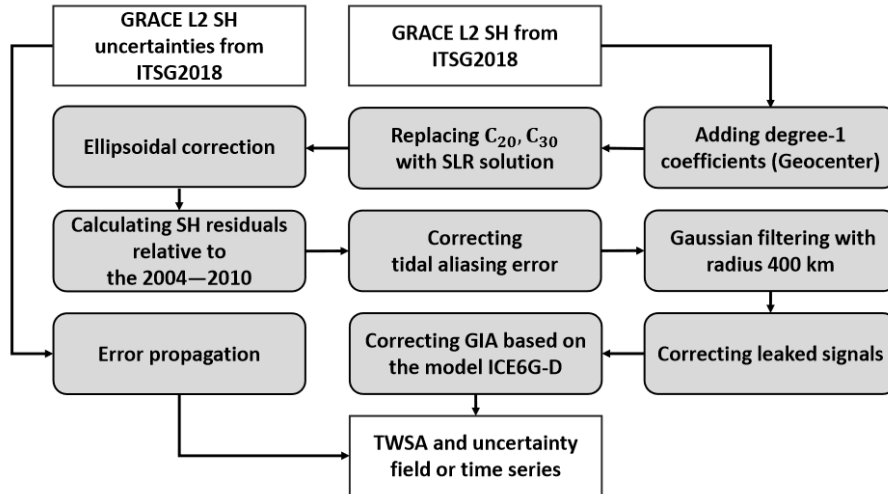 GRACE L2 SH
uncertainties from
ITSG2018
GRACE L2 SH from
ITSG2018
Ellipsoidal correction
Replacing C₂₀, C₃₀
with SLR solution
Adding degree-1
coefficients (Geocenter)
Calculating SH residuals
relative to
the 2004—2010
Correcting
tidal aliasing error
Gaussian filtering with
radius 400 km
Error propagation
Correcting GIA based on
the model ICE6G-D
Correcting leaked signals
TWSA and uncertainty
field or time series